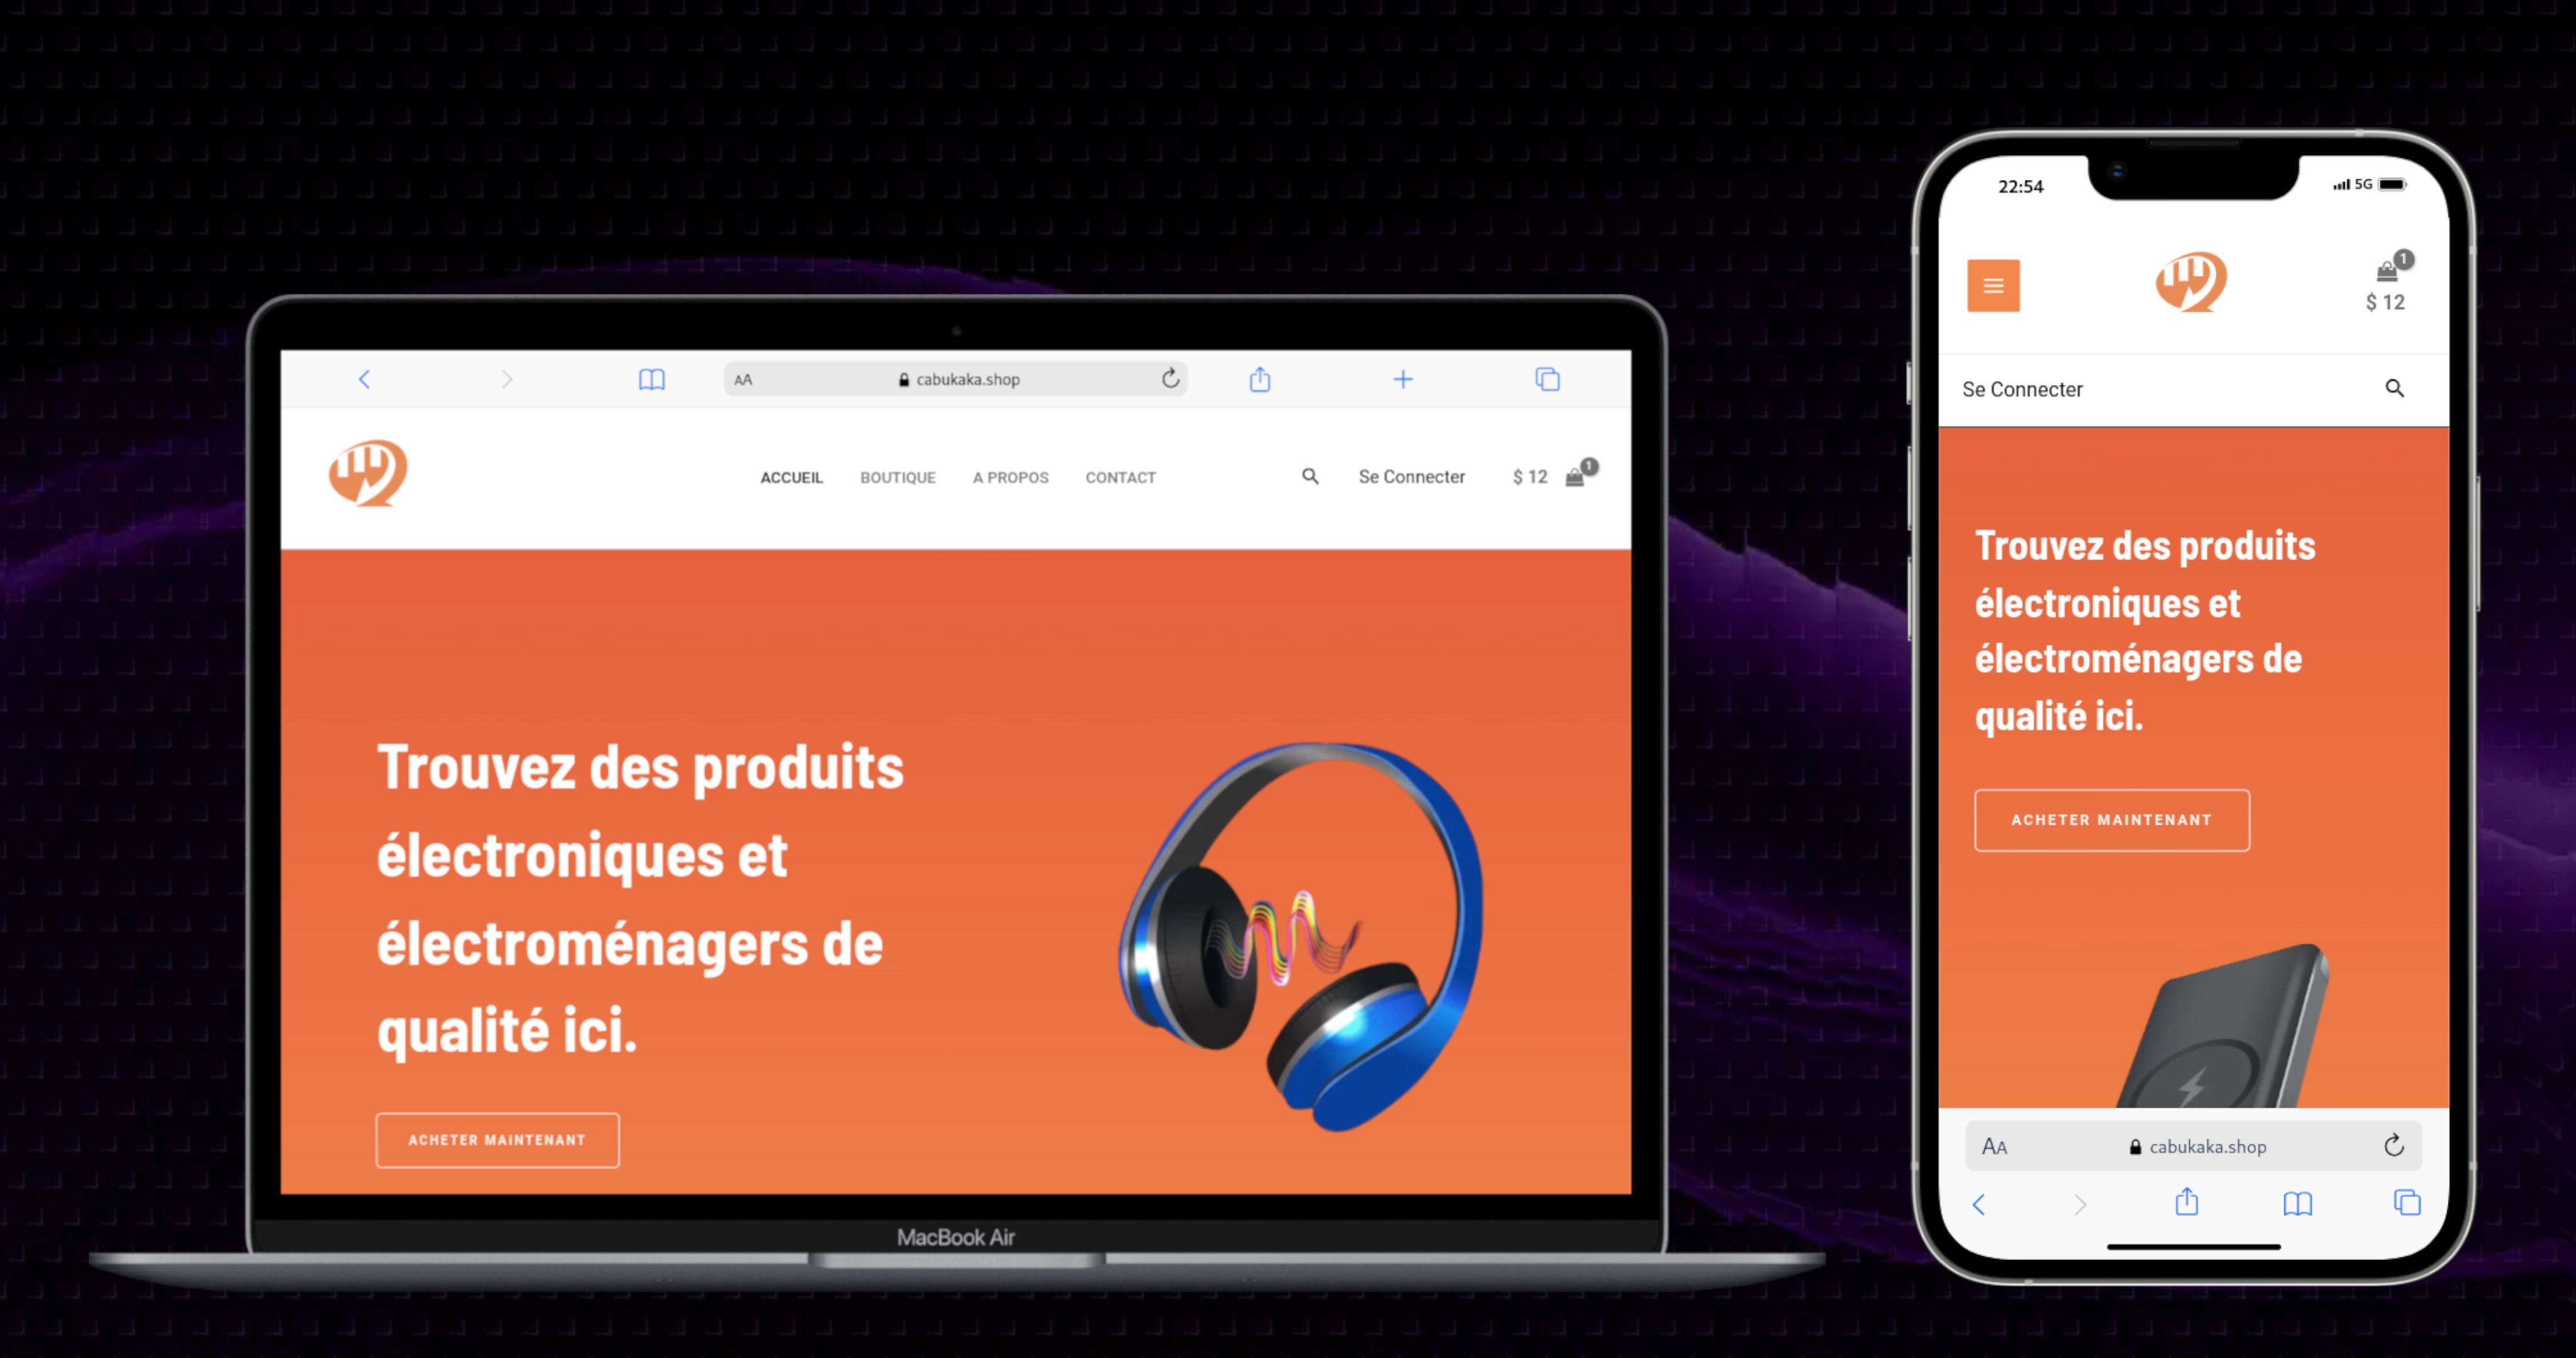 AA cabukaka.shop
ACCUEIL BOUTIQUE A PROPOS CONTACT Se Connecter $ 12 1
Trouvez des produits
électroniques et
électroménagers de
qualité ici.
ACHETER MAINTENANT
MacBook Air
22:54 5G
1
$ 12
Se Connecter
Trouvez des produits
électroniques et
électroménagers de
qualité ici.
ACHETER MAINTENANT
AA cabukaka.shop